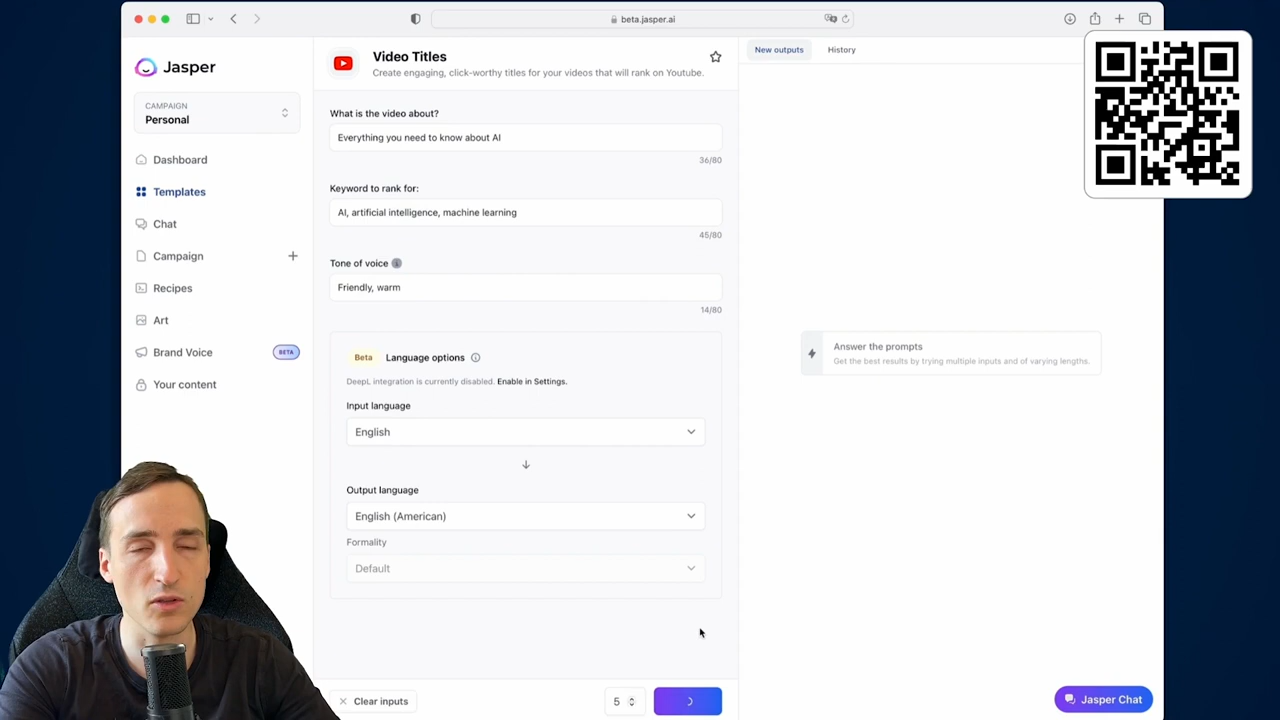 beta.jasper.ai
Jasper
CAMPAIGN
Personal
Dashboard
Templates
Chat
Campaign
Recipes
Art
Brand Voice
BETA
Your content
Video Titles
Create engaging, click-worthy titles for your videos that will rank on Youtube.
What is the video about?
Everything you need to know about AI
36/80
Keyword to rank for:
AI, artificial intelligence, machine learning
45/80
Tone of voice
Friendly, warm
14/80
Beta Language options
DeepL integration is currently disabled. Enable in Settings.
Input language
English
Output language
English (American)
Formality
Default
Clear inputs
5
New outputs
History
Answer the prompts
Get the best results by trying multiple inputs and of varying lengths.
Jasper Chat